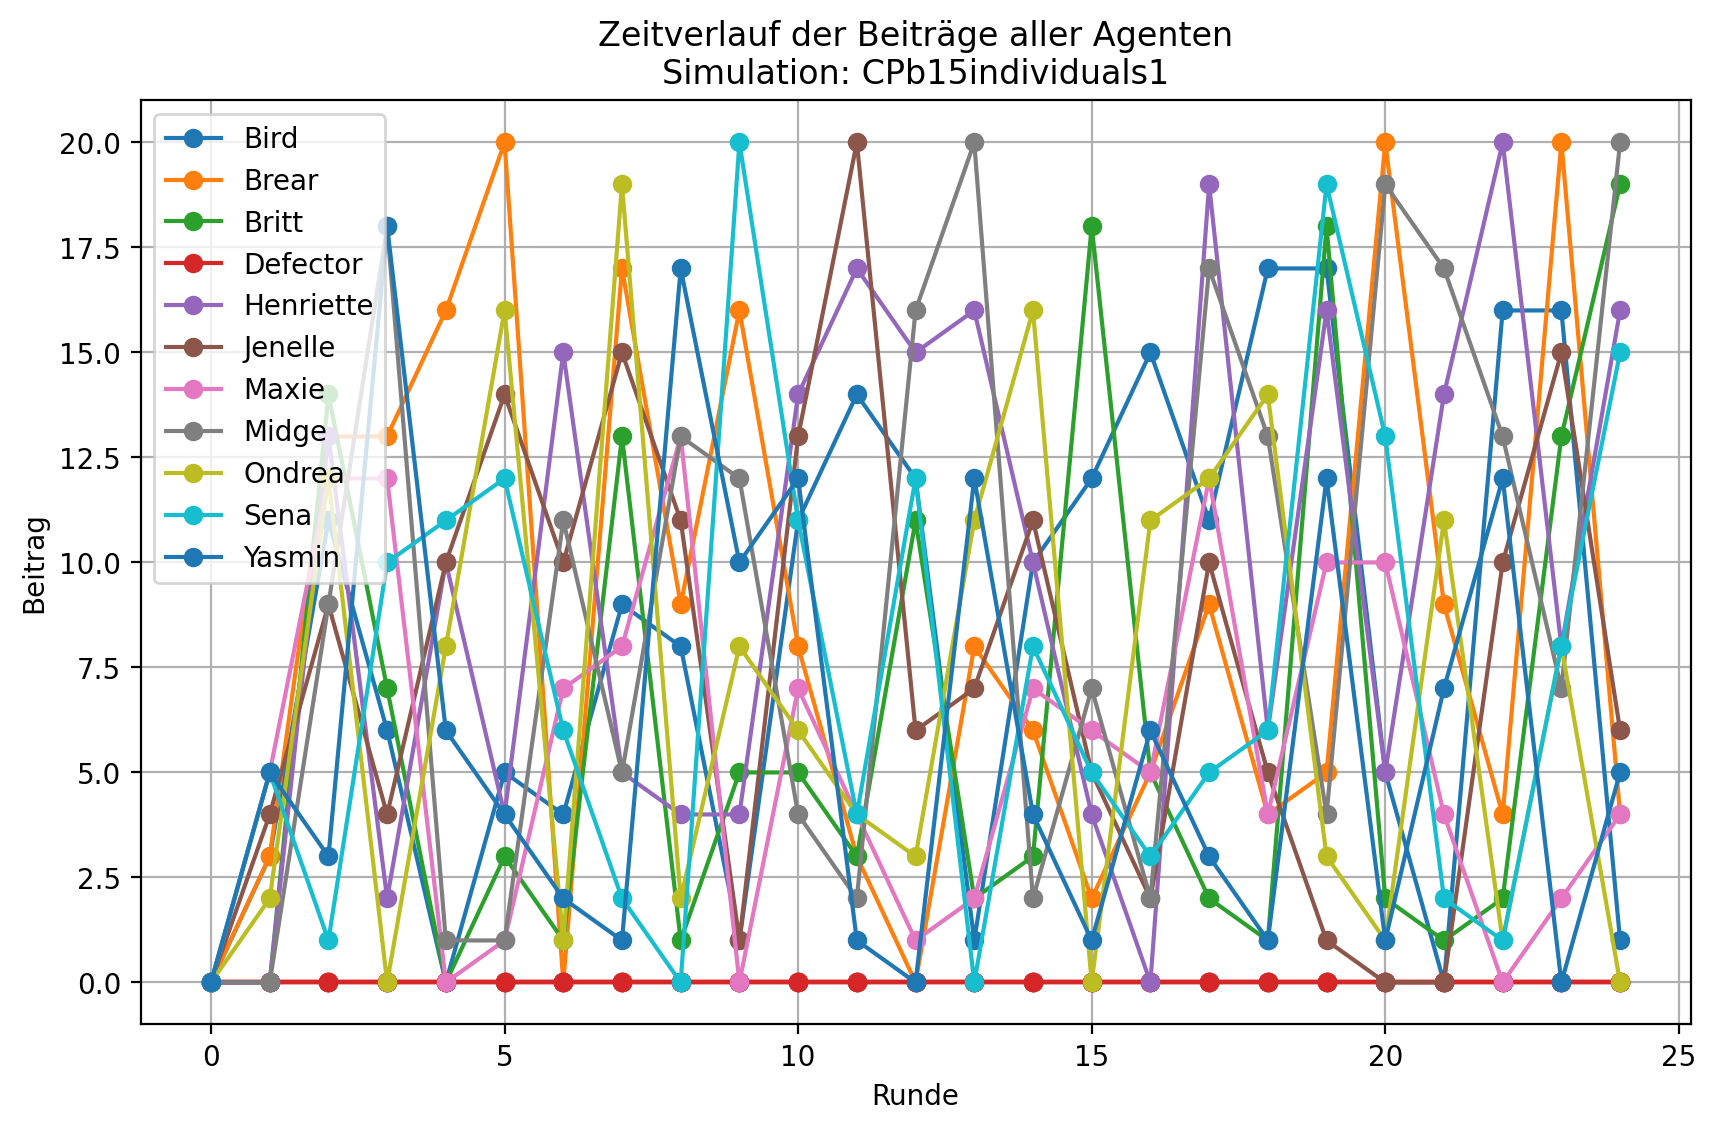 Zeitverlauf der Beiträge aller Agenten
Simulation: CPb15individuals1
Bird
Brear
Britt
Defector
Henriette
Jenelle
Maxie
Midge
Ondrea
Sena
Yasmin
20.0
17.5
15.0
12.5
10.0
7.5
5.0
2.5
0.0
Beitrag
0 5 10 15 20 25
Runde